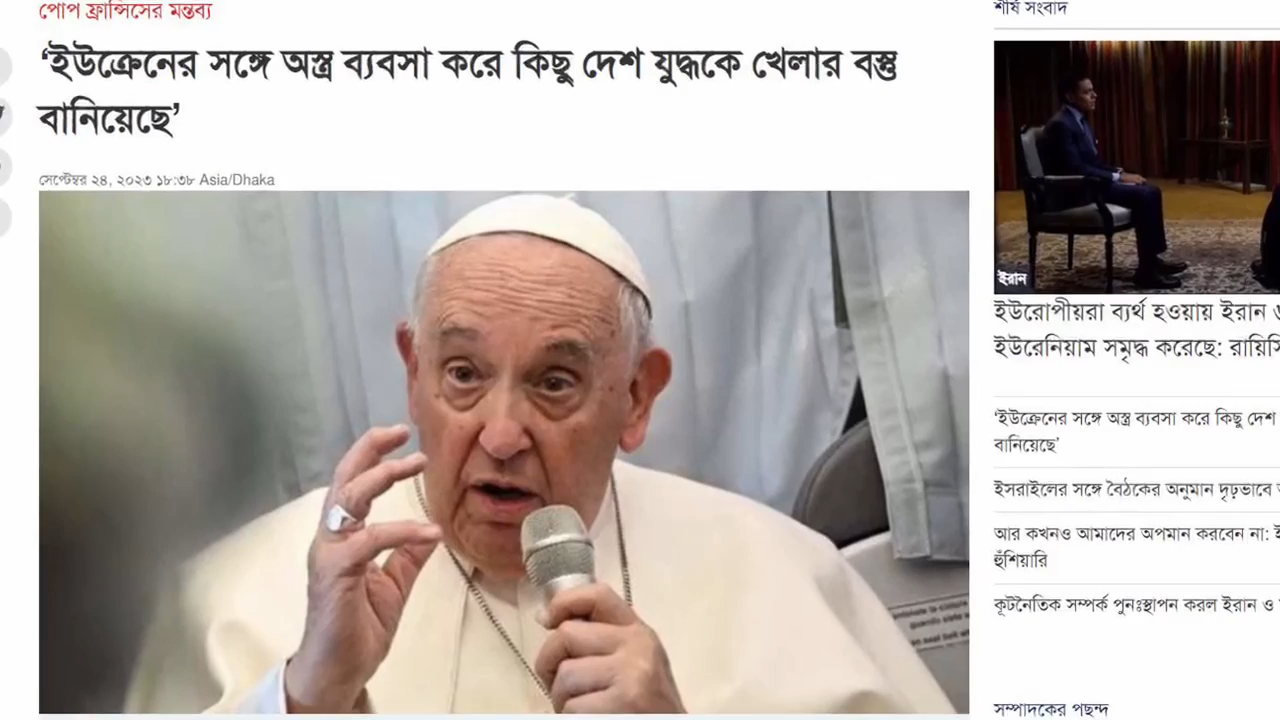 পোপ ফ্রান্সিসের মন্তব্য
‘ইউক্রেনের সঙ্গে অস্ত্র ব্যবসা করে কিছু দেশ যুদ্ধকে খেলার বস্তু
বানিয়েছে’
সেপ্টেম্বর ২৪, ২০২৩ ১৮:৩৮ Asia/Dhaka
শীর্ষ সংবাদ
ইরান
ইউরোপীয়রা ব্যর্থ হওয়ায় ইরান
ইউরেনিয়াম সমৃদ্ধ করেছে: রায়িসি
‘ইউক্রেনের সঙ্গে অস্ত্র ব্যবসা করে কিছু দেশ
বানিয়েছে’
ইসরাইলের সঙ্গে বৈঠকের অনুমান দৃঢ়ভাবে
আর কখনও আমাদের অপমান করবেন না:
হুঁশিয়ারি
কূটনৈতিক সম্পর্ক পুনঃস্থাপন করল ইরান ও
সম্পাদকের পছন্দ